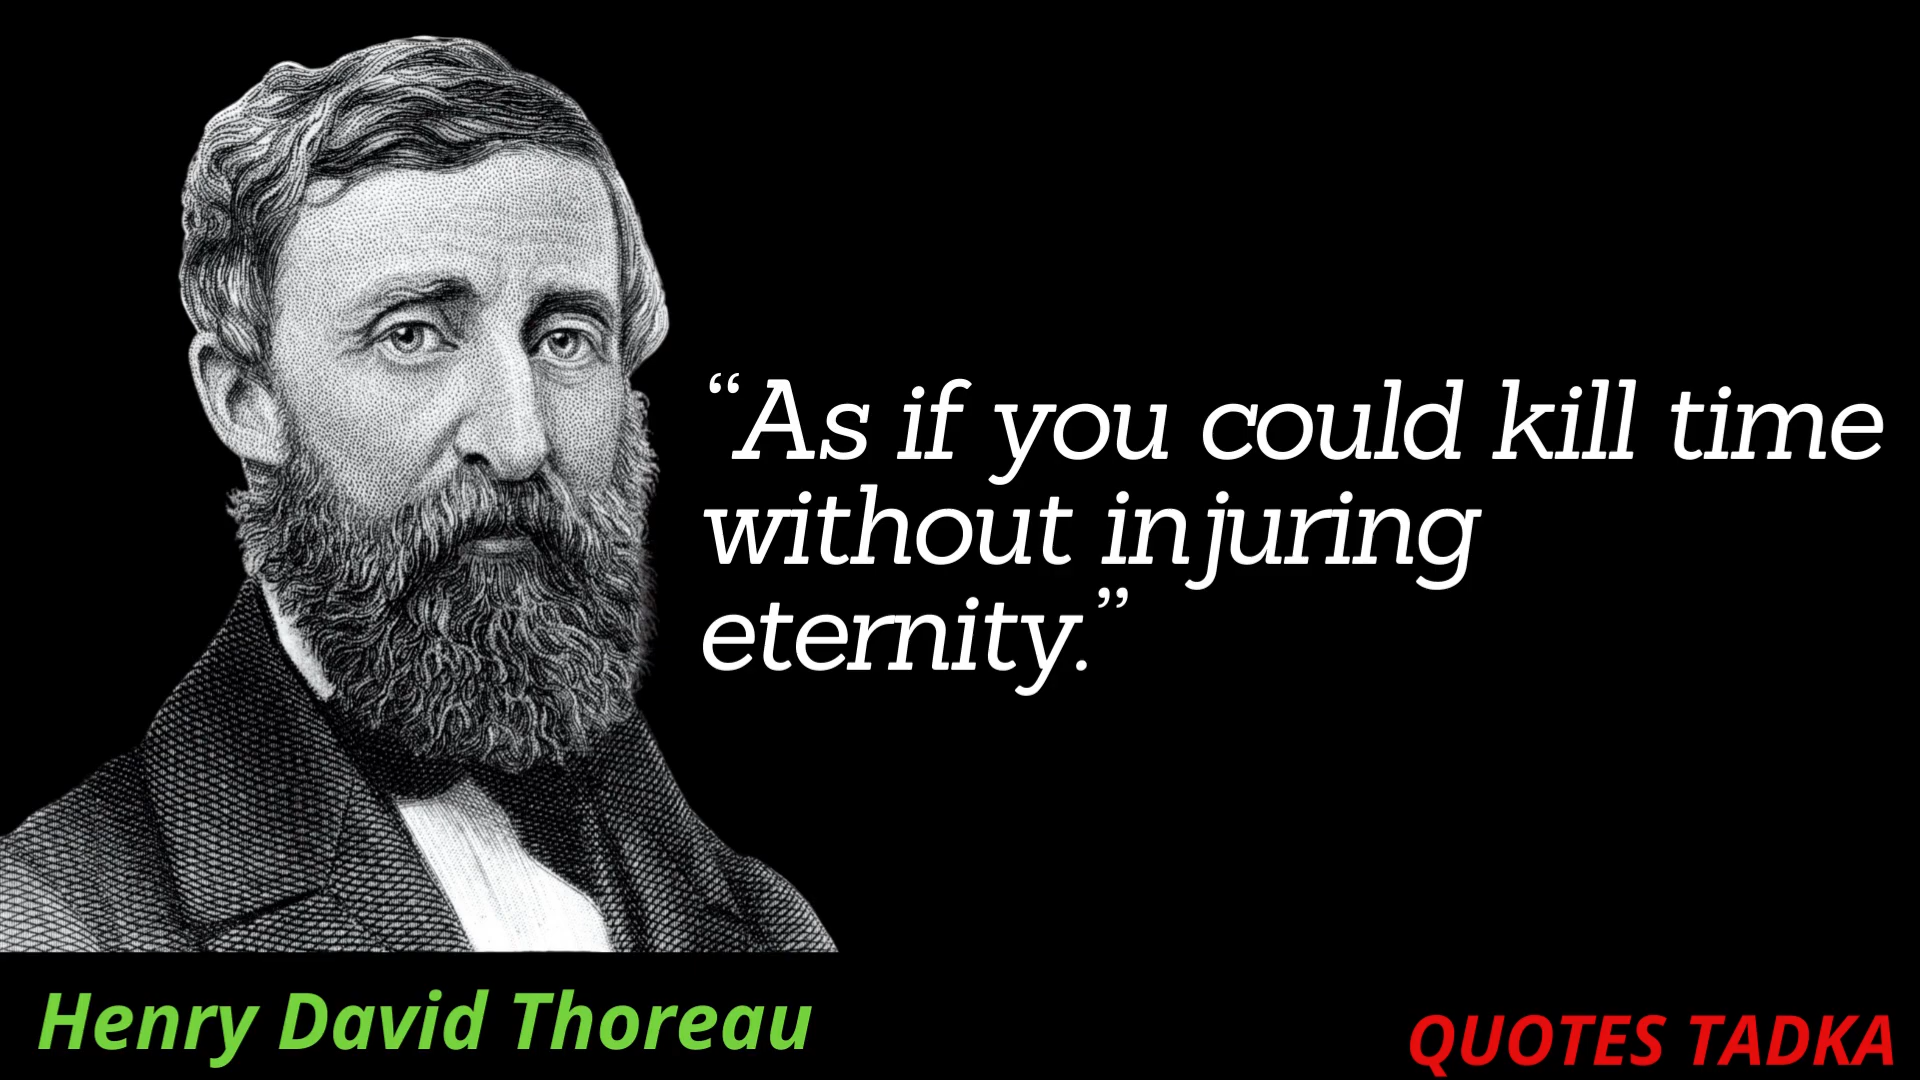 “As if you could kill time
without injuring
eternity.”
Henry David Thoreau
QUOTES TADKA